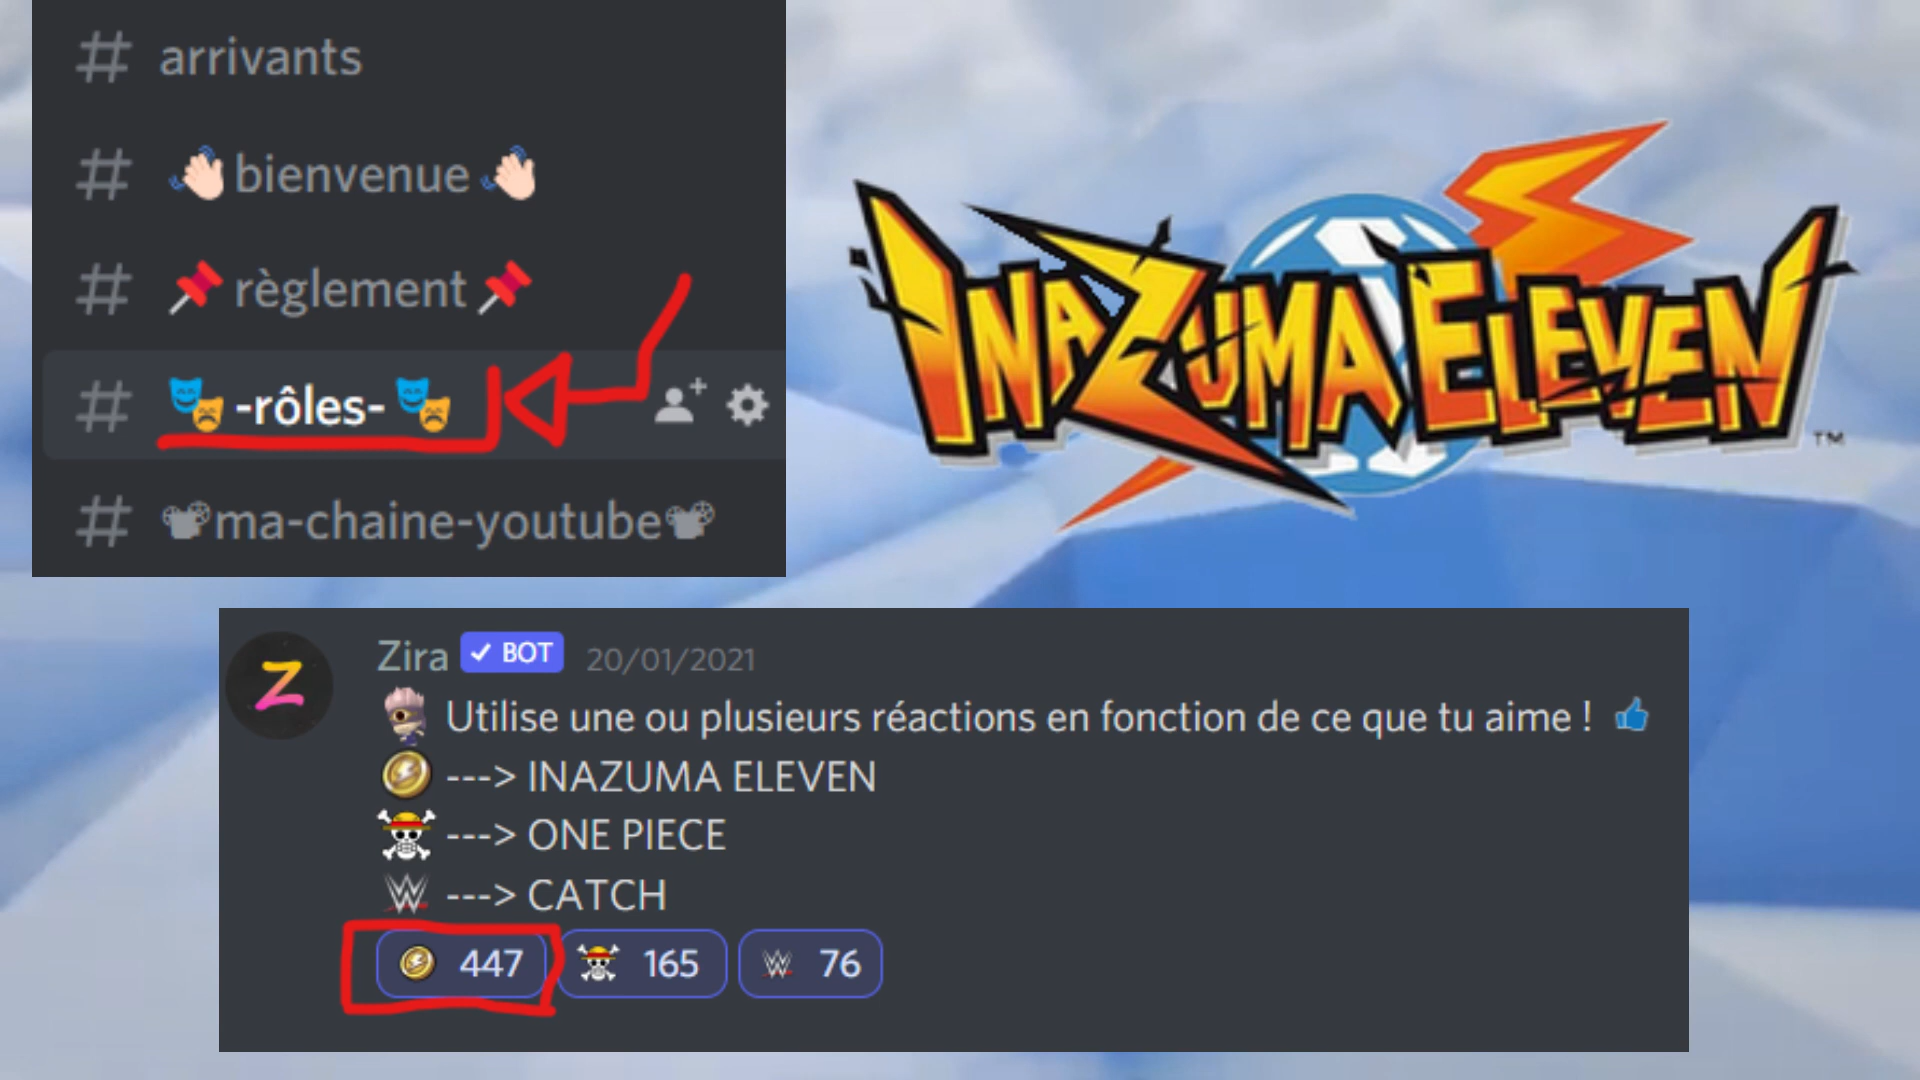 # arrivants
# 👋🏻bienvenue👋🏻
# 📌règlement📌
# 🎭-rôles-🎭
# 📽ma-chaine-youtube📽
INAZUMA ELEVEN
TM
Z
Zira ✓ BOT 20/01/2021
Utilise une ou plusieurs réactions en fonction de ce que tu aime ! 👍
---> INAZUMA ELEVEN
---> ONE PIECE
W ---> CATCH
447 165 W 76